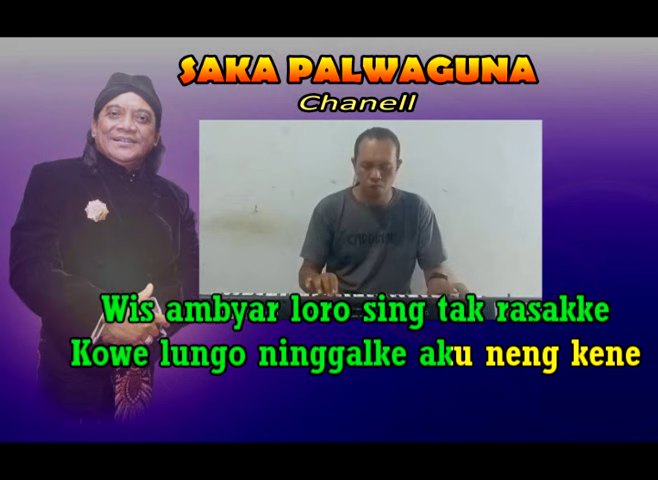 SAKA PALWAGUNA
Chanell
Wis ambyar loro sing tak rasakke
Kowe lungo ninggalke aku neng kene